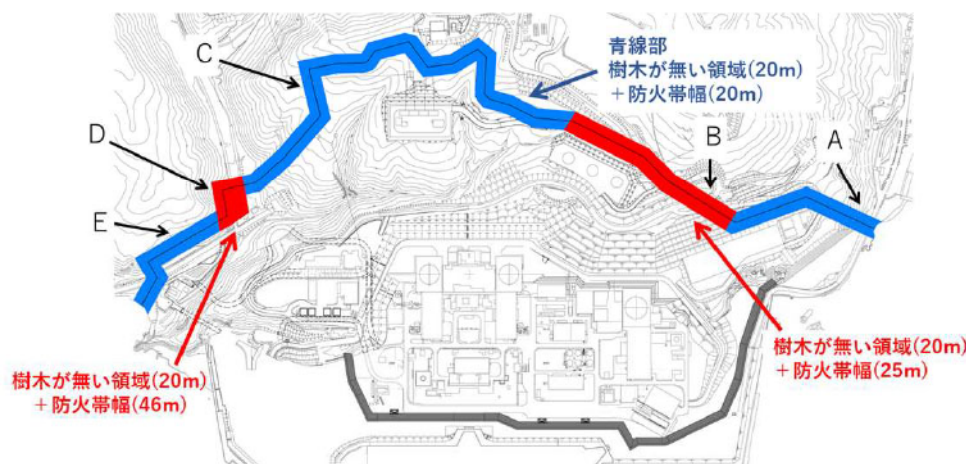 C
青線部
樹木が無い領域(20m)
＋防火帯幅(20m)
D
B
A
E
樹木が無い領域(20m)
＋防火帯幅(46m)
樹木が無い領域(20m)
＋防火帯幅(25m)